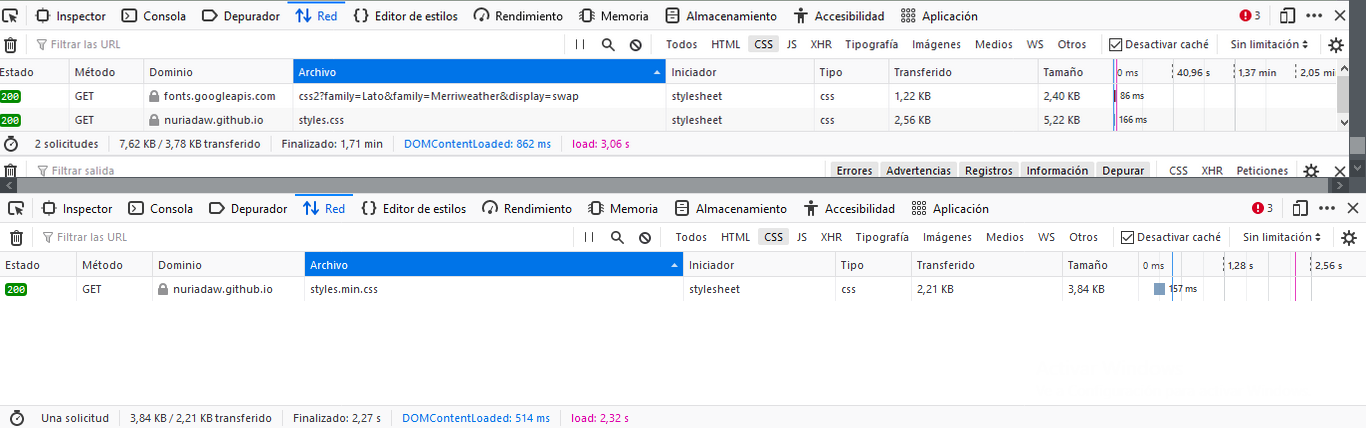 Inspector Consola Depurador Red Editor de estilos Rendimiento Memoria Almacenamiento Accesibilidad Aplicación 3
Filtrar las URL Todos HTML CSS JS XHR Tipografía Imágenes Medios WS Otros Desactivar caché Sin limitación
Estado Método Dominio Archivo Iniciador Tipo Transferido Tamaño 0 ms 40,96 s 1,37 min 2,05 mi
200 GET fonts.googleapis.com css2?family=Lato&family=Merriweather&display=swap stylesheet css 1,22 KB 2,40 KB 86 ms
200 GET nuriadaw.github.io styles.css stylesheet css 2,56 KB 5,22 KB 166 ms
2 solicitudes 7,62 KB / 3,78 KB transferido Finalizado: 1,71 min DOMContentLoaded: 862 ms load: 3,06 s
Filtrar salida Errores Advertencias Registros Información Depurar CSS XHR Peticiones
Inspector Consola Depurador Red Editor de estilos Rendimiento Memoria Almacenamiento Accesibilidad Aplicación 3
Filtrar las URL Todos HTML CSS JS XHR Tipografía Imágenes Medios WS Otros Desactivar caché Sin limitación
Estado Método Dominio Archivo Iniciador Tipo Transferido Tamaño 0 ms 1,28 s 2,56 s
200 GET nuriadaw.github.io styles.min.css stylesheet css 2,21 KB 3,84 KB 157 ms
Una solicitud 3,84 KB / 2,21 KB transferido Finalizado: 2,27 s DOMContentLoaded: 514 ms load: 2,32 s